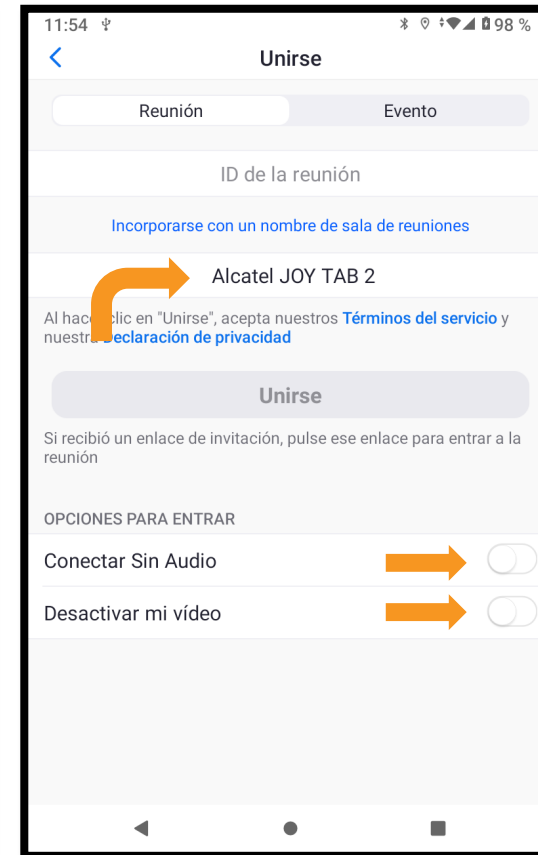 11:54 98 %
Unirse
Reunión Evento
ID de la reunión
Incorporarse con un nombre de sala de reuniones
Alcatel JOY TAB 2
Al hacer clic en "Unirse", acepta nuestros Términos del servicio y
nuestra Declaración de privacidad
Unirse
Si recibió un enlace de invitación, pulse ese enlace para entrar a la
reunión
OPCIONES PARA ENTRAR
Conectar Sin Audio
Desactivar mi vídeo